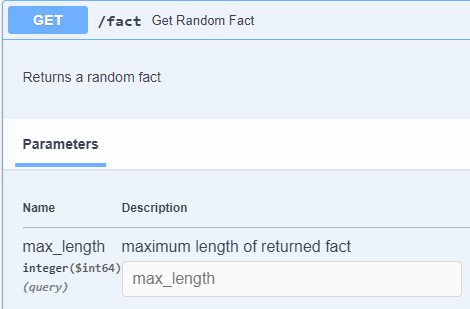 GET /fact Get Random Fact
Returns a random fact
Parameters
Name Description
max_length maximum length of returned fact
integer($int64)
(query)
max_length